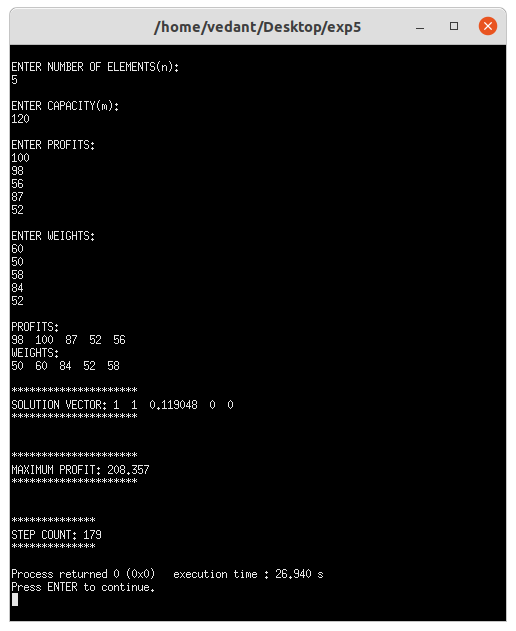 /home/vedant/Desktop/exp5
ENTER NUMBER OF ELEMENTS(n):
5
ENTER CAPACITY(m):
120
ENTER PROFITS:
100
98
56
87
52
ENTER WEIGHTS:
60
50
58
84
52
PROFITS:
98  100  87  52  56
WEIGHTS:
50  60  84  52  58
*********************
SOLUTION VECTOR: 1  1  0.119048  0  0
*********************
*********************
MAXIMUM PROFIT: 208.357
*********************
**************
STEP COUNT: 179
**************
Process returned 0 (0x0)   execution time : 26.940 s
Press ENTER to continue.